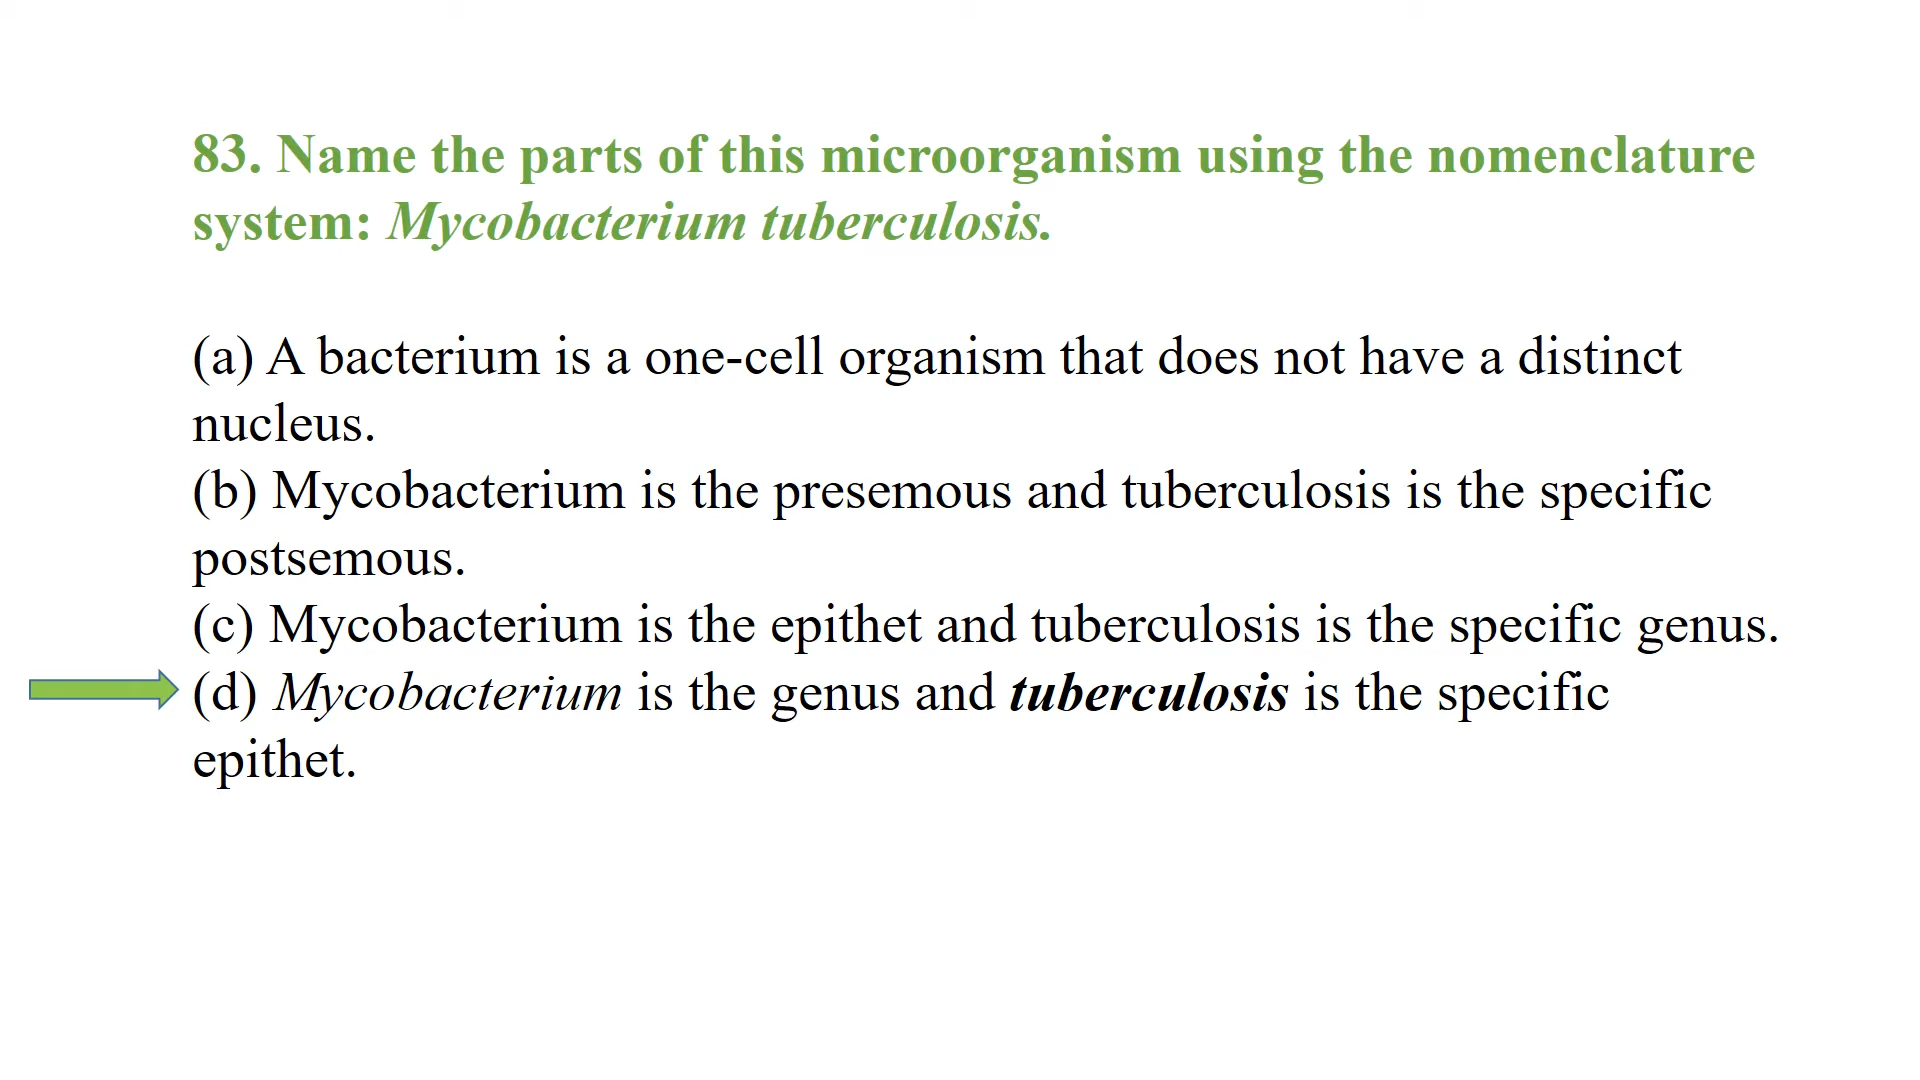 83. Name the parts of this microorganism using the nomenclature
system: Mycobacterium tuberculosis.
(a) A bacterium is a one-cell organism that does not have a distinct
nucleus.
(b) Mycobacterium is the presemous and tuberculosis is the specific
postsemous.
(c) Mycobacterium is the epithet and tuberculosis is the specific genus.
(d) Mycobacterium is the genus and tuberculosis is the specific
epithet.